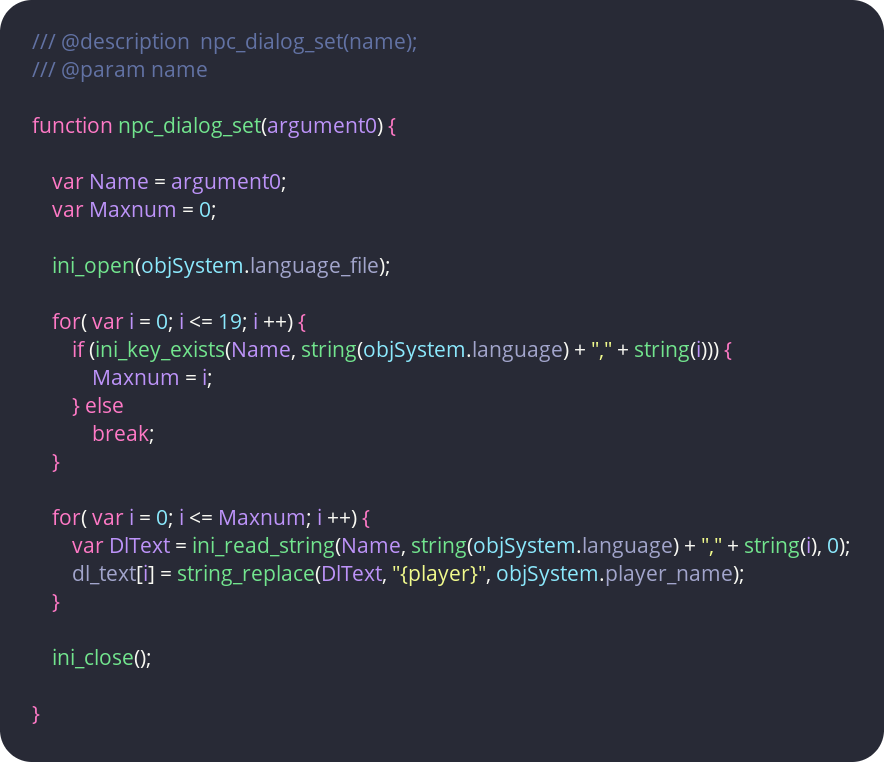 /// @description  npc_dialog_set(name);
/// @param name
function npc_dialog_set(argument0) {
var Name = argument0;
var Maxnum = 0;
ini_open(objSystem.language_file);
for( var i = 0; i <= 19; i ++) {
if (ini_key_exists(Name, string(objSystem.language) + "," + string(i))) {
Maxnum = i;
} else
break;
}
for( var i = 0; i <= Maxnum; i ++) {
var DlText = ini_read_string(Name, string(objSystem.language) + "," + string(i), 0);
dl_text[i] = string_replace(DlText, "{player}", objSystem.player_name);
}
ini_close();
}